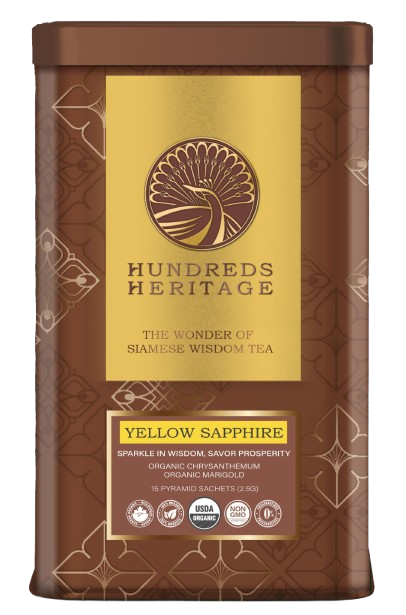 HUNDREDS
HERITAGE
THE WONDER OF
SIAMESE WISDOM TEA
YELLOW SAPPHIRE
SPARKLE IN WISDOM, SAVOR PROSPERITY
ORGANIC CHRYSANTHEMUM
ORGANIC MARIGOLD
15 PYRAMID SACHETS (2.5G)
USDA
ORGANIC
NON
GMO
0%